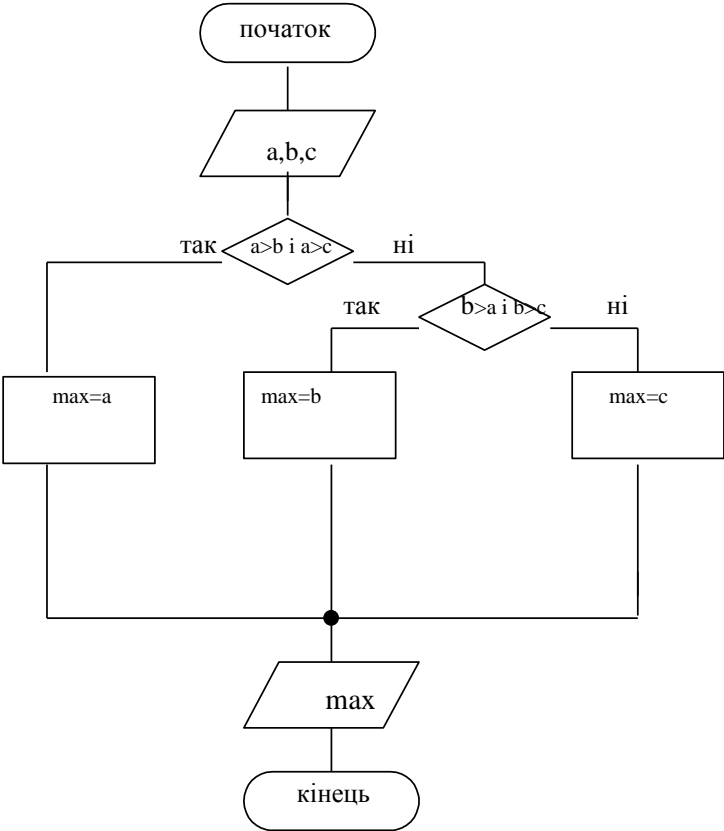 початок
a,b,c
так
a>b і a>c
ні
так
b>a і b>c
ні
max=a
max=b
max=c
max
кінець